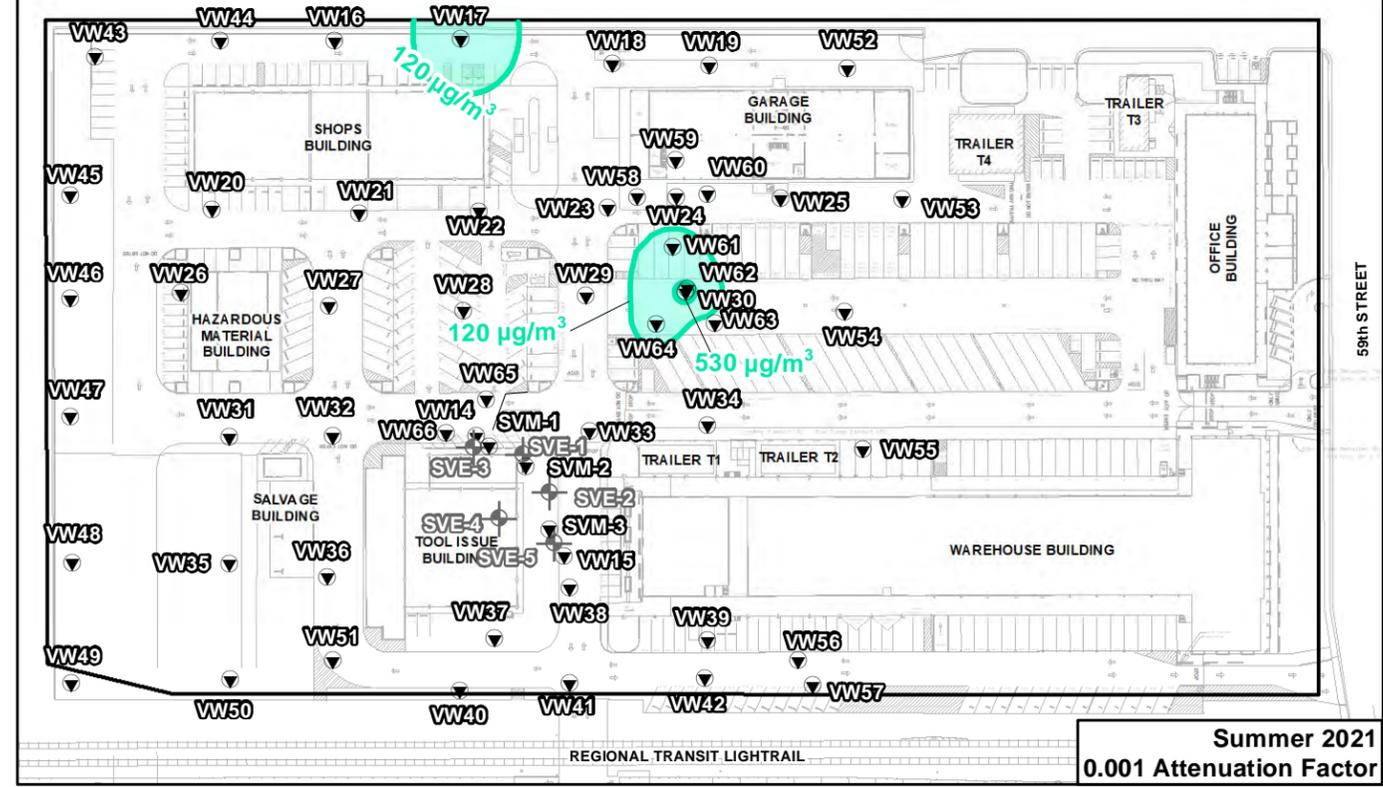 VW43
VW44
VW16
VW17
VW18
VW19
VW52
120 µg/m³
GARAGE
BUILDING
TRAILER
T3
SHOPS
BUILDING
VW59
TRAILER
T4
VW45
VW20
VW21
VW22
VW23
VW58
VW60
VW24
VW25
VW53
VW61
OFFICE
BUILDING
59th STREET
VW46
VW26
VW27
VW28
VW29
VW62
VW30
VW63
VW54
HAZARDOUS
MATERIAL
BUILDING
120 µg/m³
VW64
530 µg/m³
VW65
VW47
VW31
VW32
VW14
VW66
SVM-1
VW33
VW34
SVE-1
SVE-3
SVM-2
TRAILER T1
TRAILER T2
VW55
SALVAGE
BUILDING
SVE-2
SVE-4
SVM-3
TOOL ISSUE
BUILDING
SVE-5
VW15
WAREHOUSE BUILDING
VW48
VW35
VW36
VW38
VW37
VW39
VW49
VW51
VW56
VW57
VW50
VW40
VW41
VW42
REGIONAL TRANSIT LIGHTRAIL
Summer 2021
0.001 Attenuation Factor